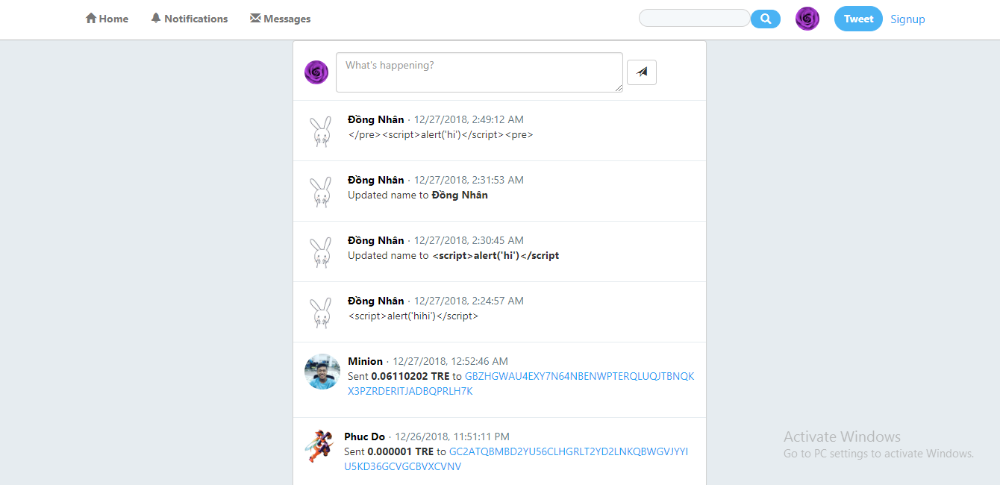 Home Notifications Messages Tweet Signup
What's happening?
Đồng Nhân · 12/27/2018, 2:49:12 AM
</pre><script>alert('hi')</script><pre>
Đồng Nhân · 12/27/2018, 2:31:53 AM
Updated name to Đồng Nhân
Đồng Nhân · 12/27/2018, 2:30:45 AM
Updated name to <script>alert('hi')</script
Đồng Nhân · 12/27/2018, 2:24:57 AM
<script>alert('hihi')</script>
Minion · 12/27/2018, 12:52:46 AM
Sent 0.06110202 TRE to GBZHGWAU4EXY7N64NBENWPTERQLUQJTBNQK
X3PZRDERITJADBQPRLH7K
Phuc Do · 12/26/2018, 11:51:11 PM
Sent 0.000001 TRE to GC2ATQBMBD2YU56CLHGRLT2YD2LNKQBWGVJYYI
U5KD36GCVGCBVXCVNV
Activate Windows
Go to PC settings to activate Windows.